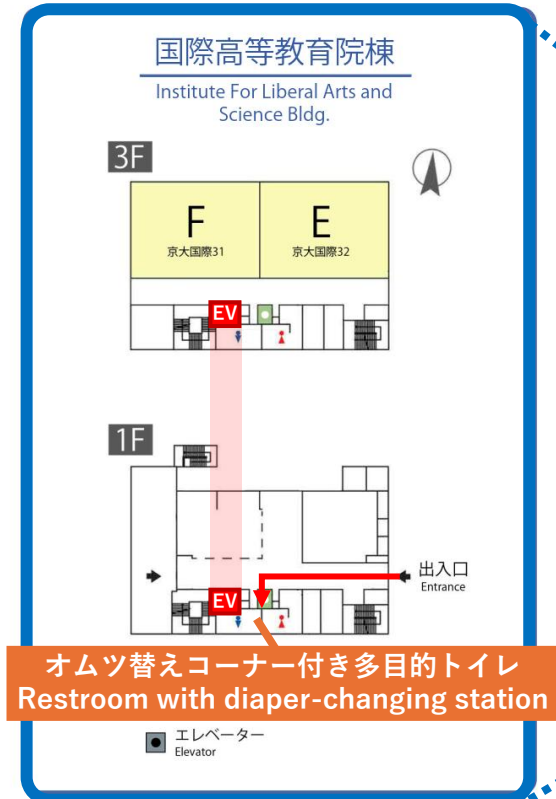 国際高等教育院棟
Institute For Liberal Arts and
Science Bldg.
3F
F
京大国際31
E
京大国際32
EV
1F
出入口
Entrance
EV
オムツ替えコーナー付き多目的トイレ
Restroom with diaper-changing station
エレベーター
Elevator